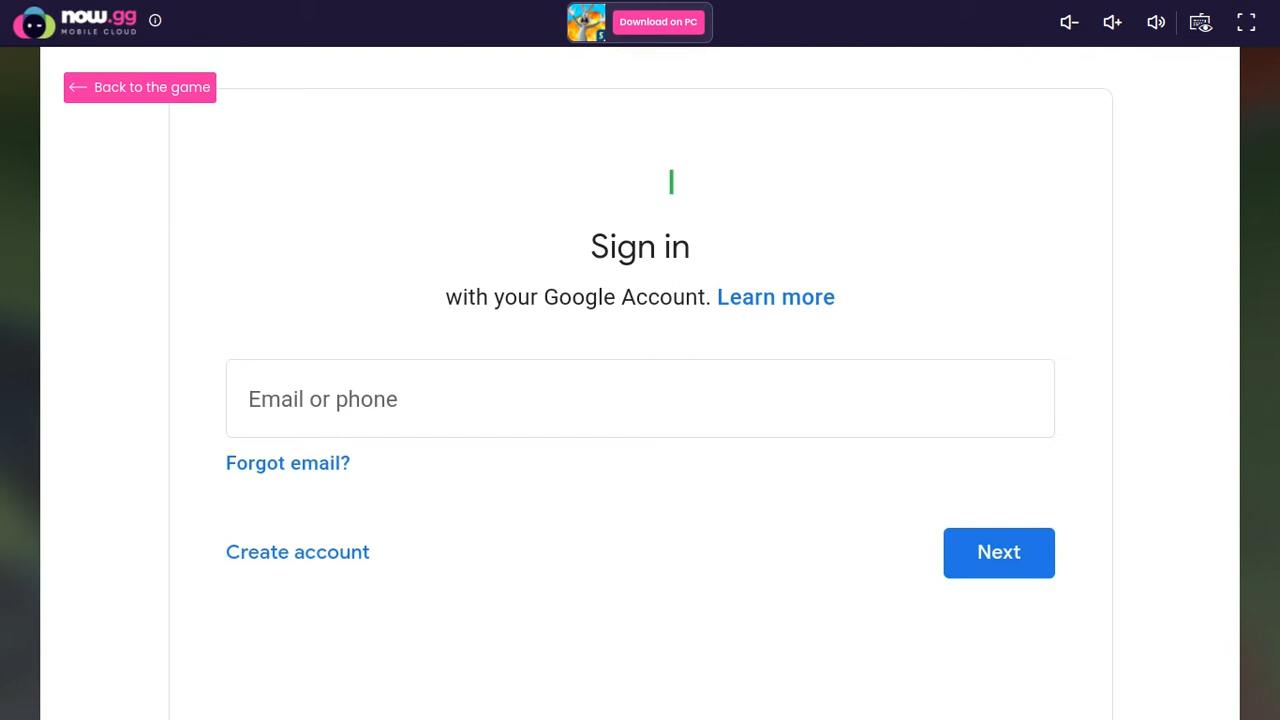 now.gg
MOBILE CLOUD
Download on PC
Back to the game
Sign in
with your Google Account. Learn more
Email or phone
Forgot email?
Create account
Next